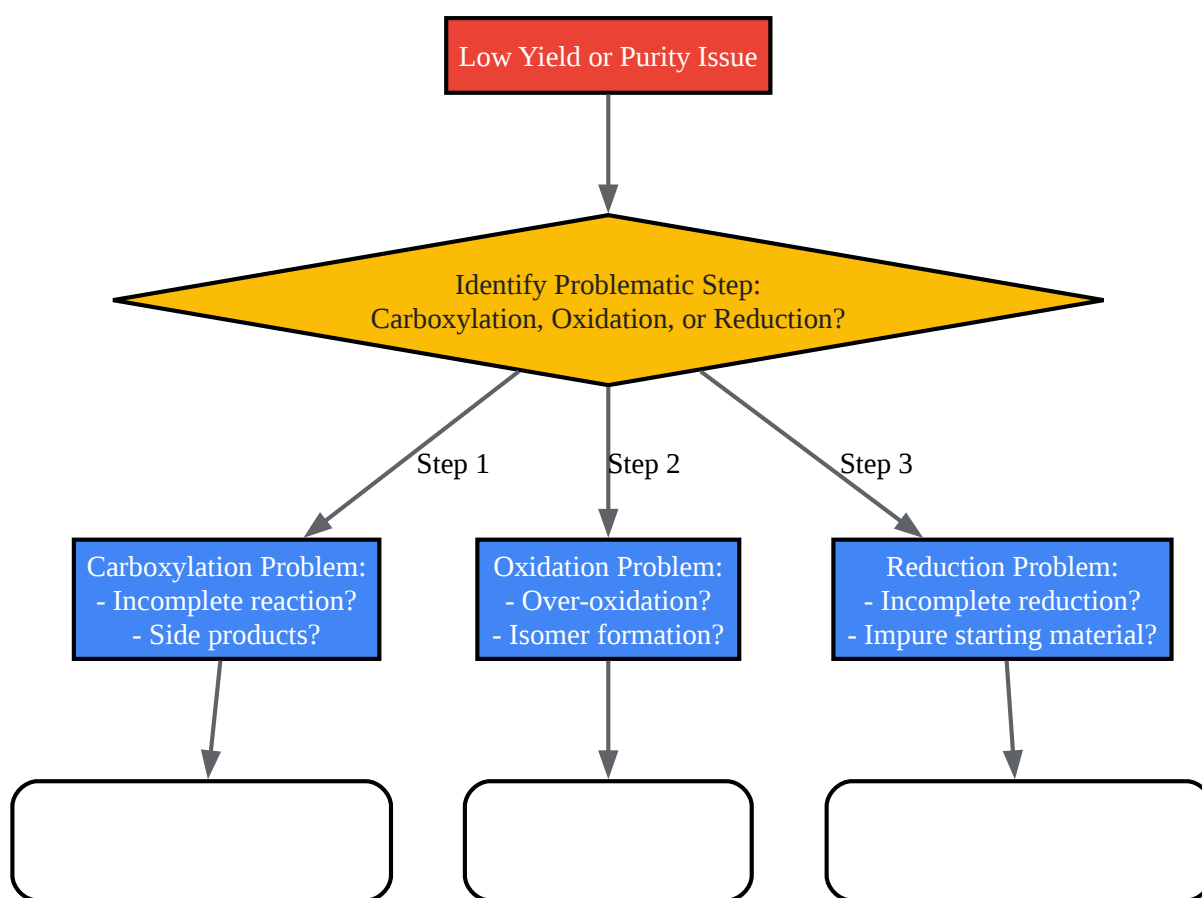 Low Yield or Purity Issue
Identify Problematic Step:
Carboxylation, Oxidation, or Reduction?
Step 1
Step 2
Step 3
Carboxylation Problem:
- Incomplete reaction?
- Side products?
Oxidation Problem:
- Over-oxidation?
- Isomer formation?
Reduction Problem:
- Incomplete reduction?
- Impure starting material?